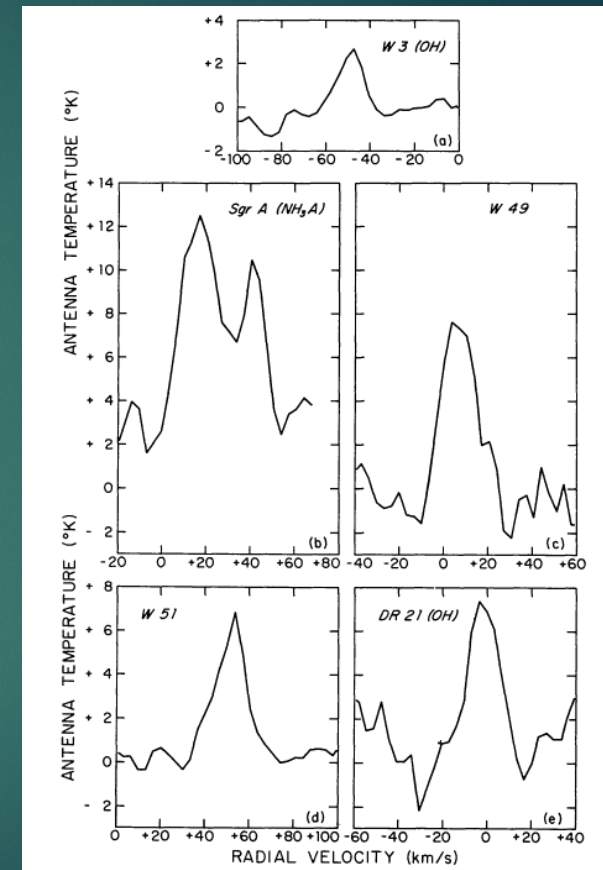 +4
W 3 (OH)
+2
0
(a)
-2
-100 -80 -60 -40 -20 0
ANTENNA TEMPERATURE (°K)
+14
Sgr A (NH₃A)
W 49
+12
+10
+ 8
+ 6
+ 4
+ 2
0
- 2
(b)
(c)
-20 0 +20 +40 +60 +80
-40 -20 0 +20 +40 +60
ANTENNA TEMPERATURE (°K)
+ 8
W 51
DR 21 (OH)
+ 6
+ 4
+ 2
0
- 2
(d)
(e)
0 +20 +40 +60 +80 +100
-60 -40 -20 0 +20 +40
RADIAL VELOCITY (km/s)